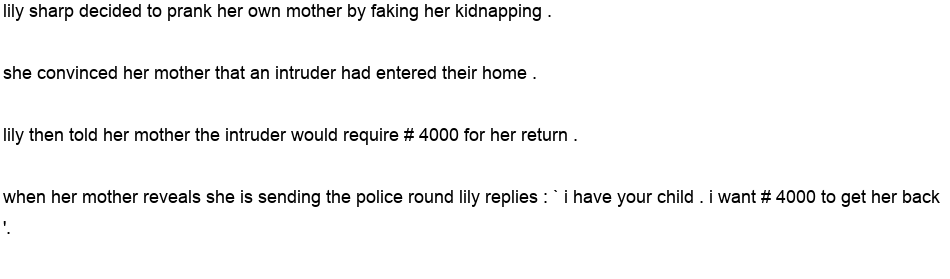 lily sharp decided to prank her own mother by faking her kidnapping .
she convinced her mother that an intruder had entered their home .
lily then told her mother the intruder would require # 4000 for her return .
when her mother reveals she is sending the police round lily replies : ` i have your child . i want # 4000 to get her back
'.